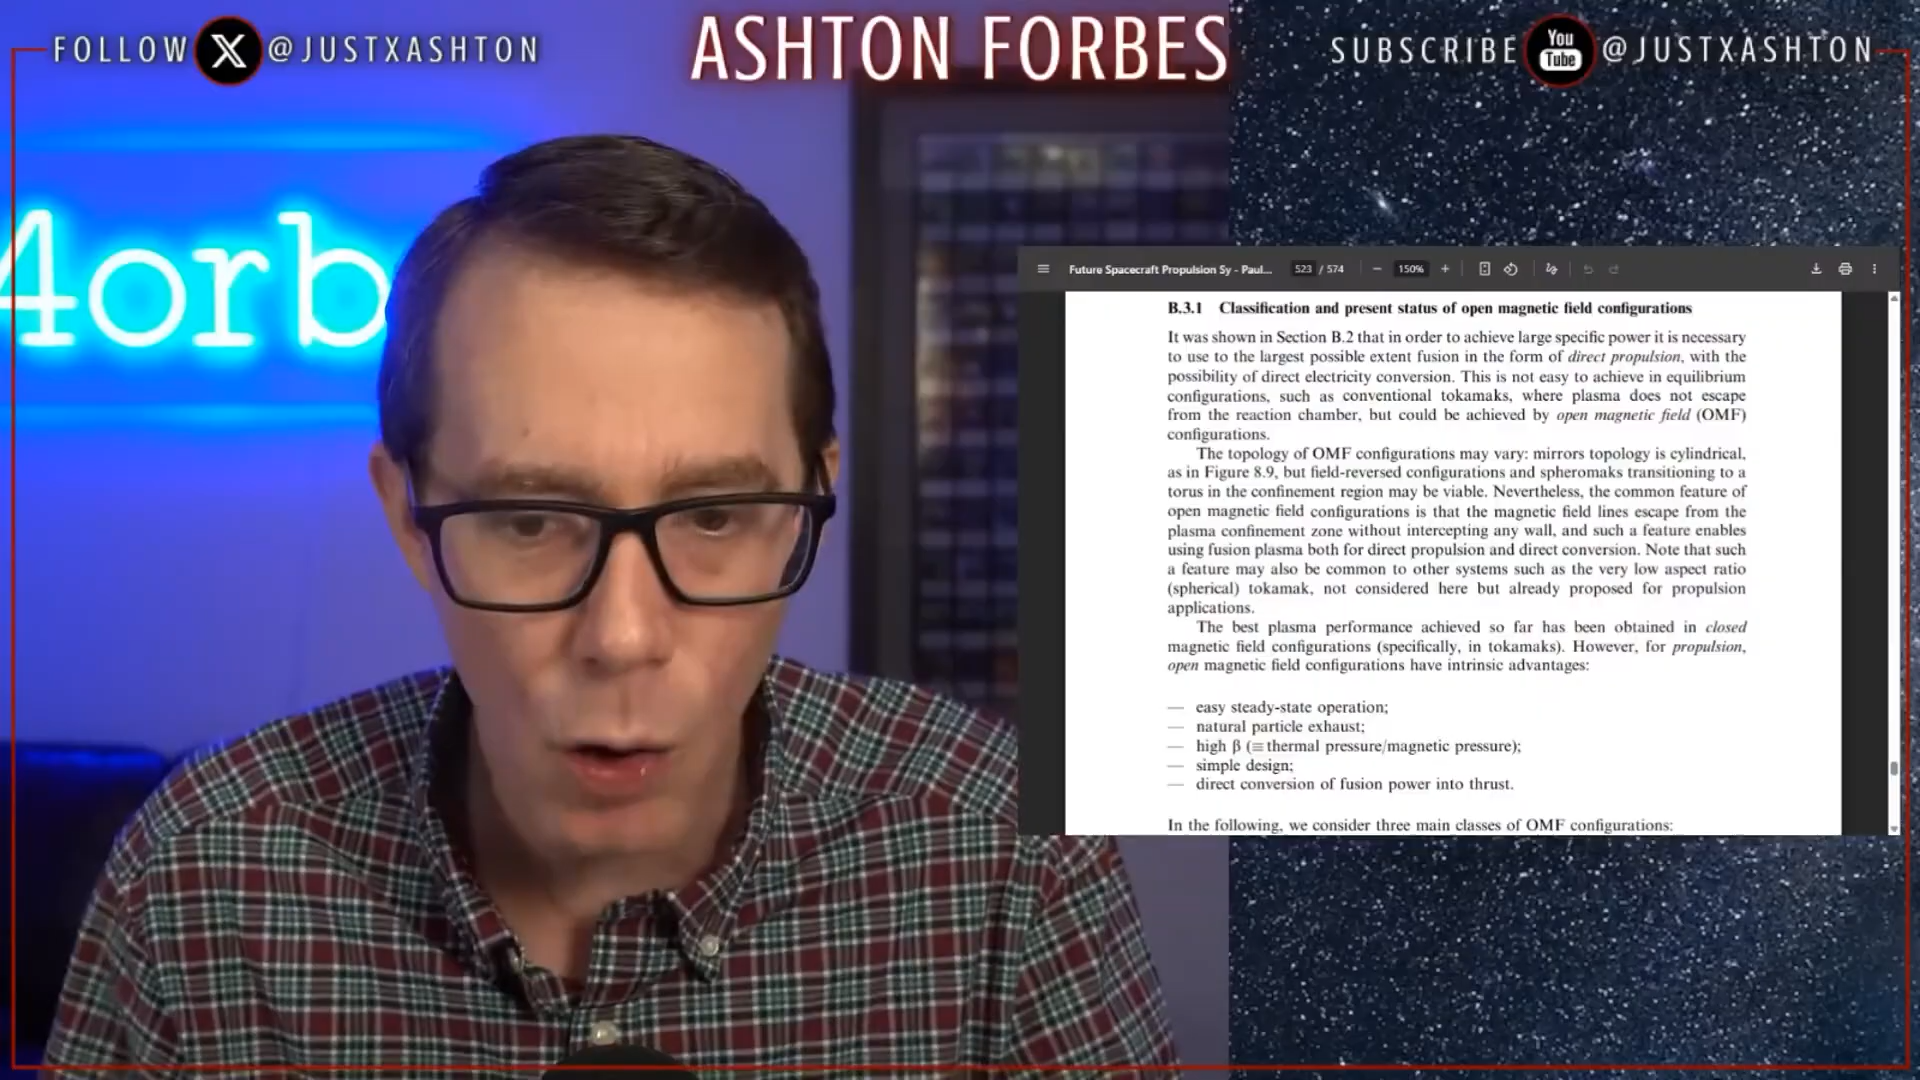 FOLLOW X @JUSTXASHTON
ASHTON FORBES
SUBSCRIBE You Tube @JUSTXASHTON
4orb
Future Spacecraft Propulsion Sy - Paul... 523 / 574 150%
B.3.1 Classification and present status of open magnetic field configurations
It was shown in Section B.2 that in order to achieve large specific power it is necessary
to use to the largest possible extent fusion in the form of direct propulsion, with the
possibility of direct electricity conversion. This is not easy to achieve in equilibrium
configurations, such as conventional tokamaks, where plasma does not escape
from the reaction chamber, but could be achieved by open magnetic field (OMF)
configurations.
The topology of OMF configurations may vary: mirrors topology is cylindrical,
as in Figure 8.9, but field-reversed configurations and spheromaks transitioning to a
torus in the confinement region may be viable. Nevertheless, the common feature of
open magnetic field configurations is that the magnetic field lines escape from the
plasma confinement zone without intercepting any wall, and such a feature enables
using fusion plasma both for direct propulsion and direct conversion. Note that such
a feature may also be common to other systems such as the very low aspect ratio
(spherical) tokamak, not considered here but already proposed for propulsion
applications.
The best plasma performance achieved so far has been obtained in closed
magnetic field configurations (specifically, in tokamaks). However, for propulsion,
open magnetic field configurations have intrinsic advantages:
— easy steady-state operation;
— natural particle exhaust;
— high β (≡thermal pressure/magnetic pressure);
— simple design;
— direct conversion of fusion power into thrust.
In the following, we consider three main classes of OMF configurations: